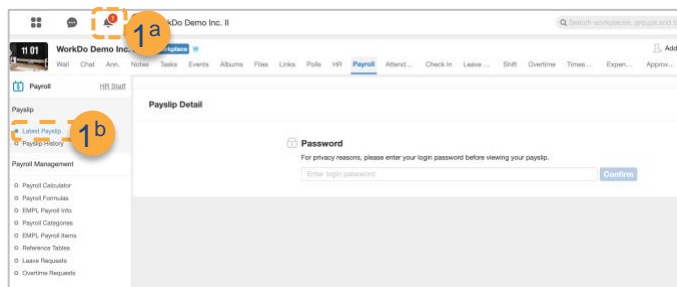 1a
kDo Demo Inc. II
Search workplaces, groups and
11 01
WorkDo Demo Inc.
Add
Wall Chat Ann. Notes Tasks Events Albums Files Links Polls HR Payroll Attend... Check In Leave ... Shift Overtime Times... Expen... Approv...
Payroll
HR Staff
Payslip
Latest Payslip
1b
Payslip History
Payroll Management
Payroll Calculator
Payroll Formulas
EMPL Payroll Info
Payroll Categories
EMPL Payroll Items
Reference Tables
Leave Requests
Overtime Requests
Payslip Detail
Password
For privacy reasons, please enter your login password before viewing your payslip.
Enter login password
Confirm